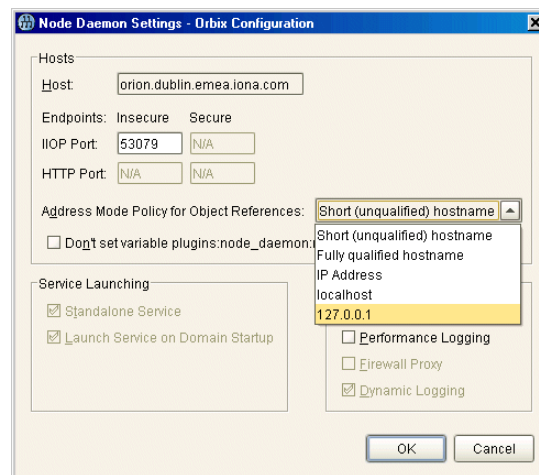 Node Daemon Settings - Orbix Configuration
Hosts
Host: orion.dublin.emea.iona.com
Endpoints: Insecure Secure
IIOP Port: 53079 N/A
HTTP Port: N/A N/A
Address Mode Policy for Object References: Short (unqualified) hostname
Short (unqualified) hostname
Fully qualified hostname
IP Address
localhost
127.0.0.1
Don't set variable plugins:node_daemon:
Service Launching
Standalone Service
Launch Service on Domain Startup
Performance Logging
Firewall Proxy
Dynamic Logging
OK Cancel